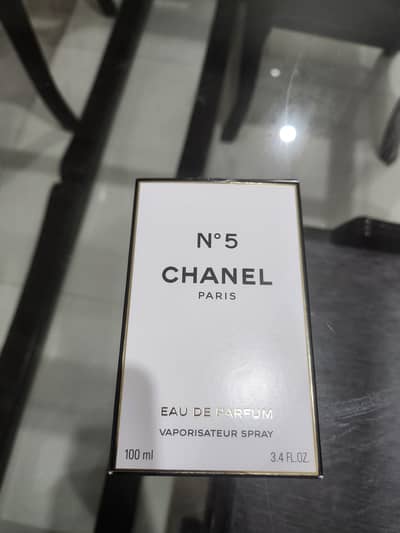 N°5
CHANEL
PARIS
EAU DE PARFUM
VAPORISATEUR SPRAY
100 ml 3.4 FL.OZ.